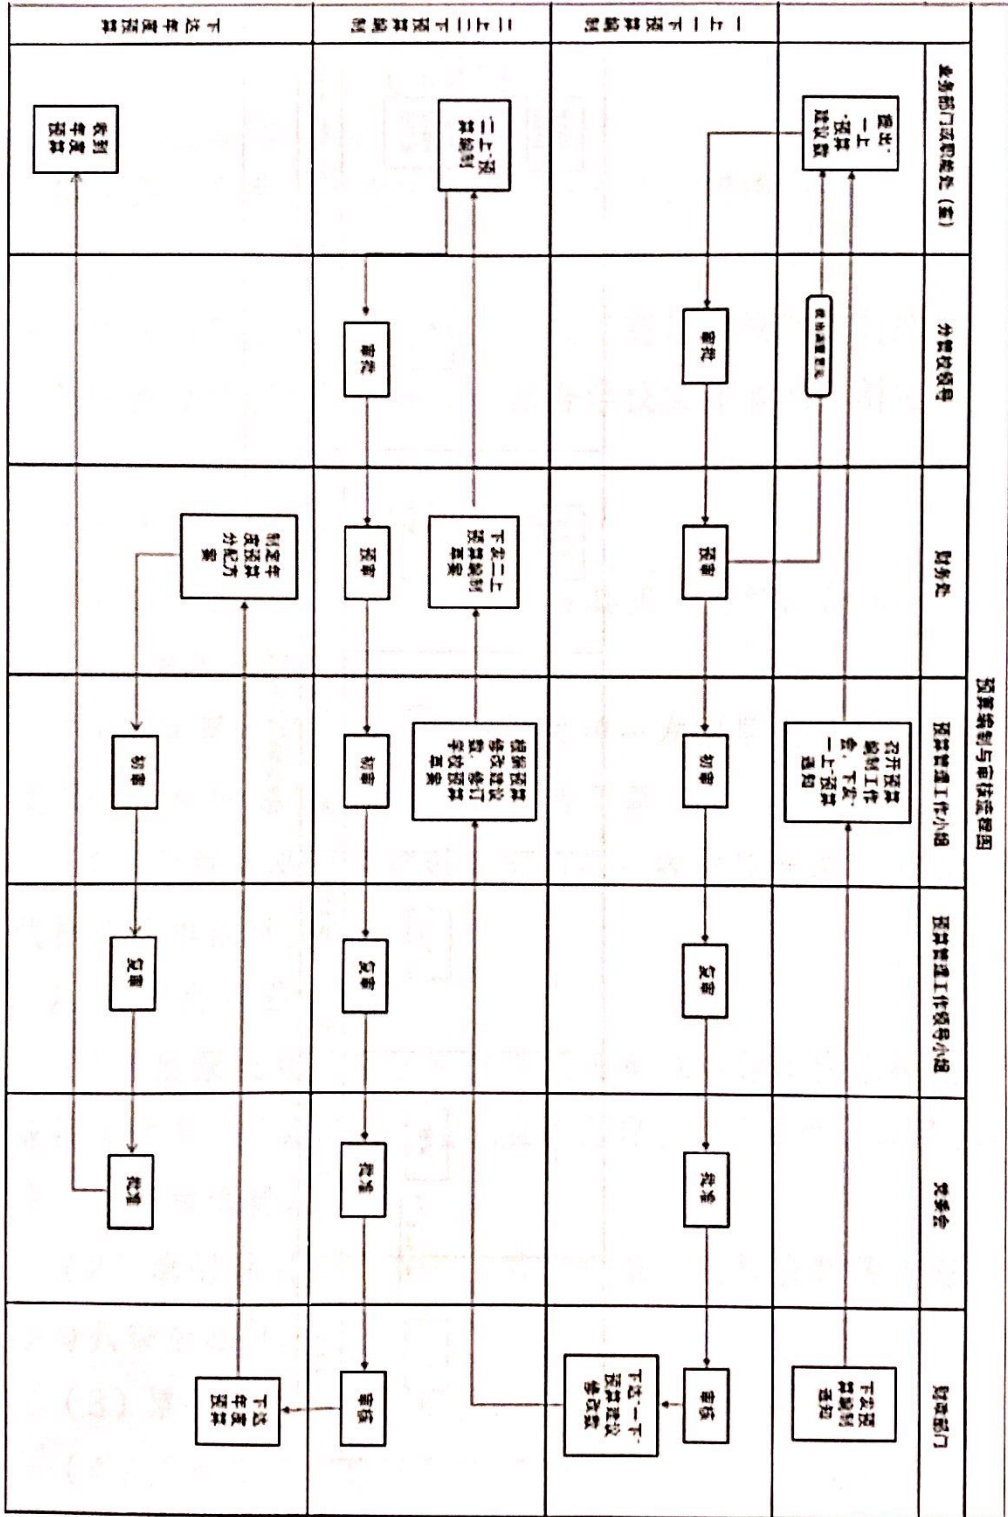 预算编制与审核流程图
业务部门或职能处（室）
分管校领导
财务处
预算管理工作小组
预算管理工作领导小组
党委会
财政部门
下发预
算编制
通知
召开预算
编制工作
会，下发“
一上”预算
通知
提出“
一上
”预算
建议数
一上一下预算编制
审批
预审
初审
复审
批准
审核
下达“一下”
预算建议
修改数
二上二下预算编制
根据预算
修改建议
数，修订
学校预算
草案
下发二上
预算编制
草案
“二上”预
算编制
审批
预审
初审
复审
批准
审核
下达年度预算
下达
年度
预算
制定年
度预算
分配方
案
初审
复审
批准
收到
年度
预算